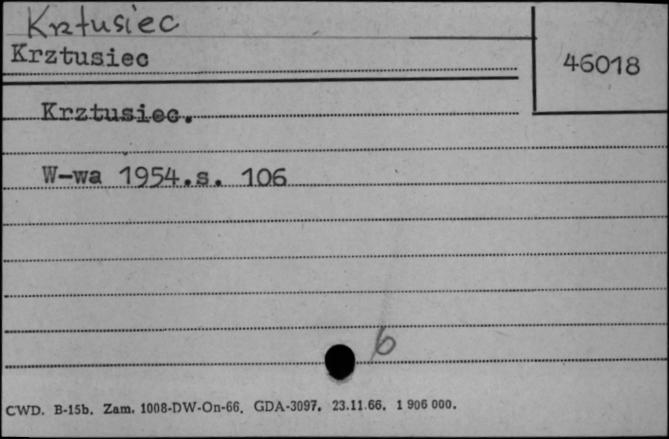 Krztusiec
Krztusiec
46018
Krztusiec.
W-wa 1954.s. 106
6
CWD. B-15b. Zam. 1008-DW-On-66. GDA-3097. 23.11.66. 1 906 000.